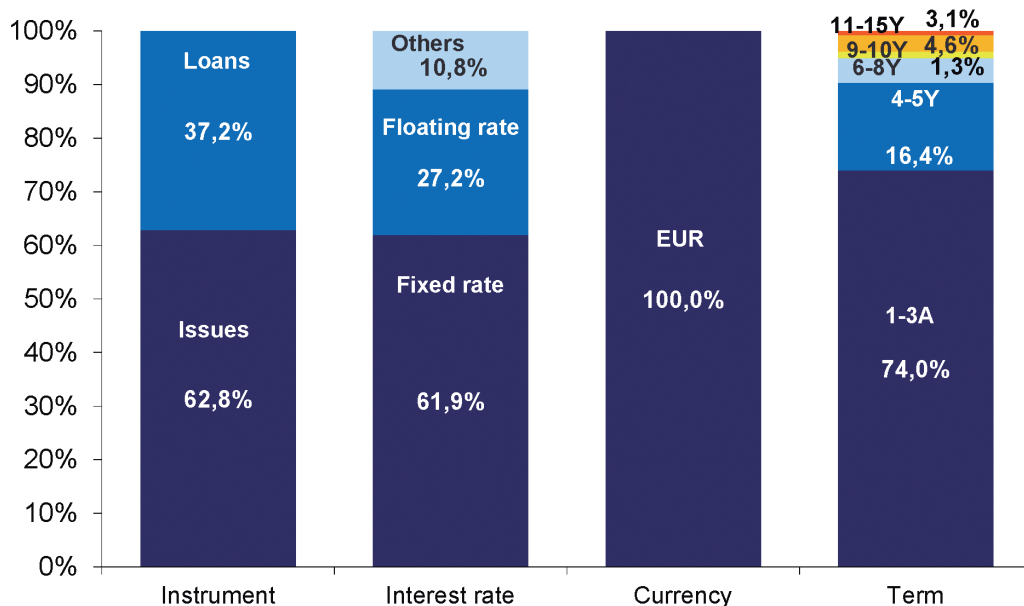 100%
90%
80%
70%
60%
50%
40%
30%
20%
10%
0%
Loans
37,2%
Issues
62,8%
Others
10,8%
Floating rate
27,2%
Fixed rate
61,9%
EUR
100,0%
11-15Y 3,1%
9-10Y 4,6%
6-8Y 1,3%
4-5Y
16,4%
1-3A
74,0%
Instrument
Interest rate
Currency
Term